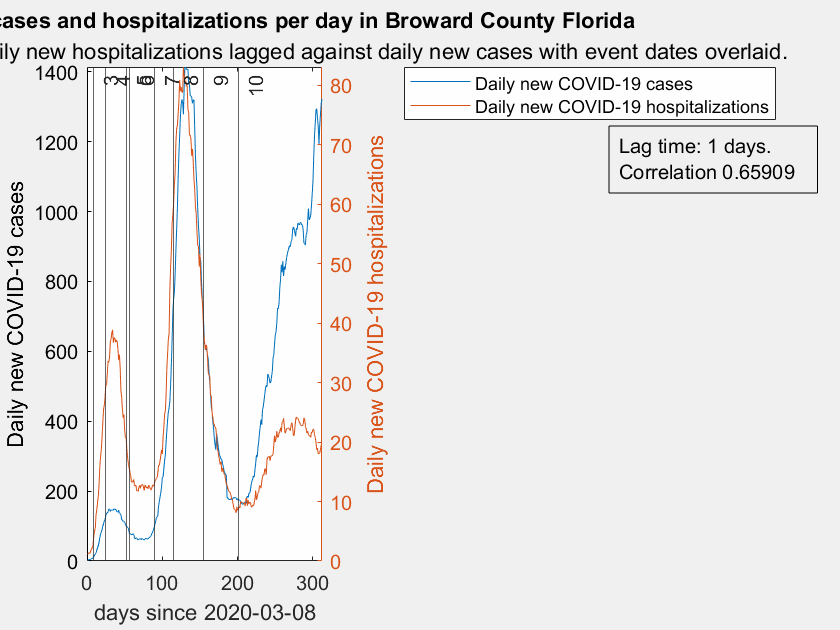 cases and hospitalizations per day in Broward County Florida
ily new hospitalizations lagged against daily new cases with event dates overlaid.
Daily new COVID-19 cases
Daily new COVID-19 hospitalizations
Lag time: 1 days.
Correlation 0.65909
3 4 5 6 7 8 9 10
1400
1200
1000
800
600
400
200
0
Daily new COVID-19 cases
80
70
60
50
40
30
20
10
0
Daily new COVID-19 hospitalizations
0 100 200 300
days since 2020-03-08